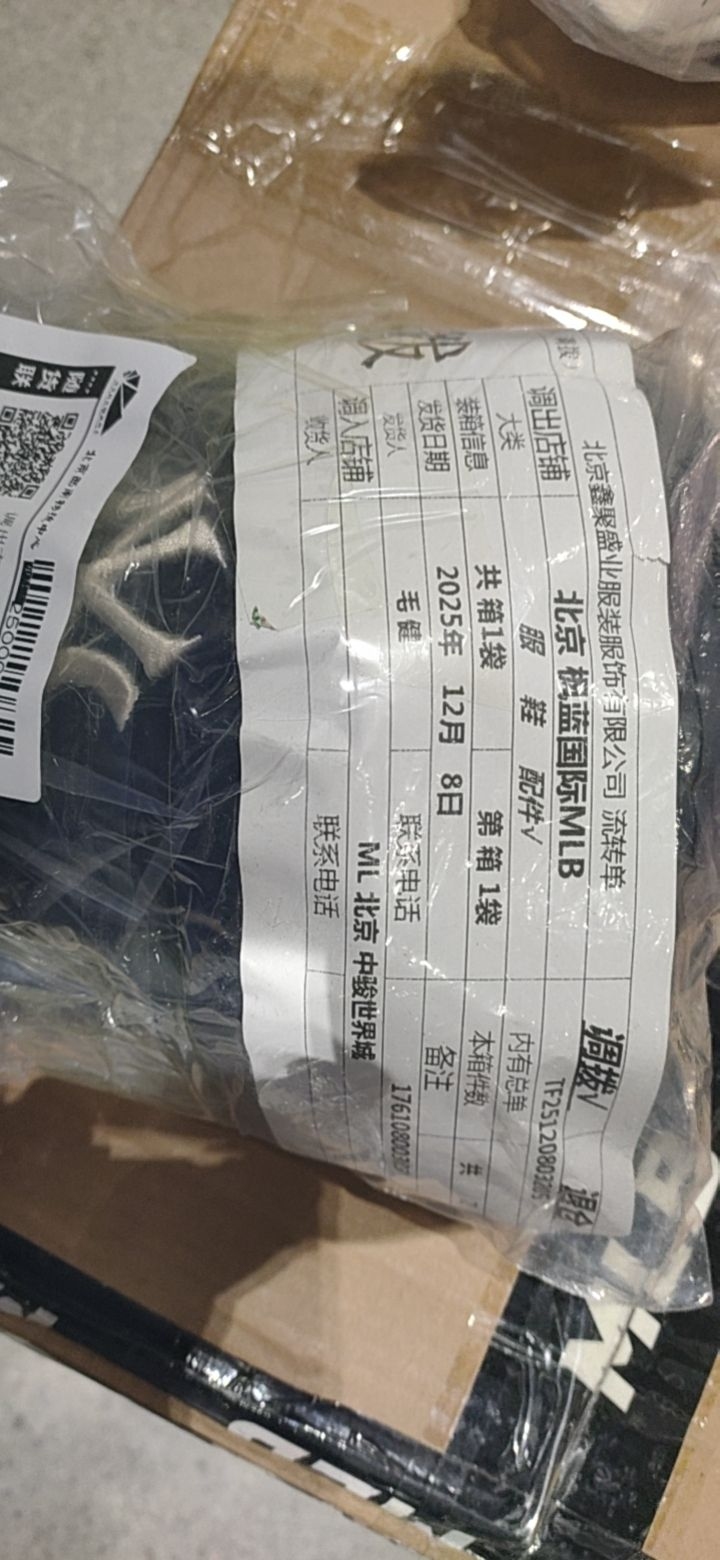 北京鑫聚盛业服装服饰有限公司 流转单 调拨√
调出店铺 北京 枫蓝国际MLB
大类 服 鞋 配件√ 内有总单
装箱信息 共 箱1袋 第 箱 1袋 本箱件数 共
发货日期 2025年 12月 8日 备注
发货人 毛健 联系电话
调入店铺 ML 北京 中骏世界城
收货人 联系电话
随货联